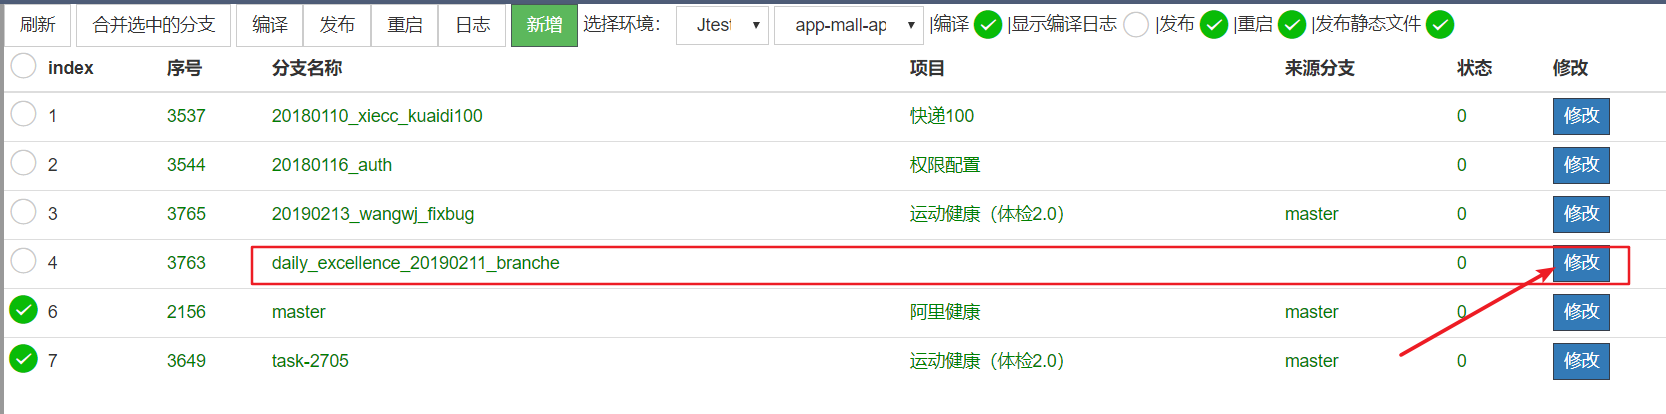 刷新 合并选中的分支 编译 发布 重启 日志 新增 选择环境： Jtest app-mall-ap |编译 |显示编译日志 |发布 |重启 |发布静态文件
index 序号 分支名称 项目 来源分支 状态 修改
1 3537 20180110_xiecc_kuaidi100 快递100 0 修改
2 3544 20180116_auth 权限配置 0 修改
3 3765 20190213_wangwj_fixbug 运动健康（体检2.0） master 0 修改
4 3763 daily_excellence_20190211_branche 0 修改
6 2156 master 阿里健康 master 0 修改
7 3649 task-2705 运动健康（体检2.0） master 0 修改